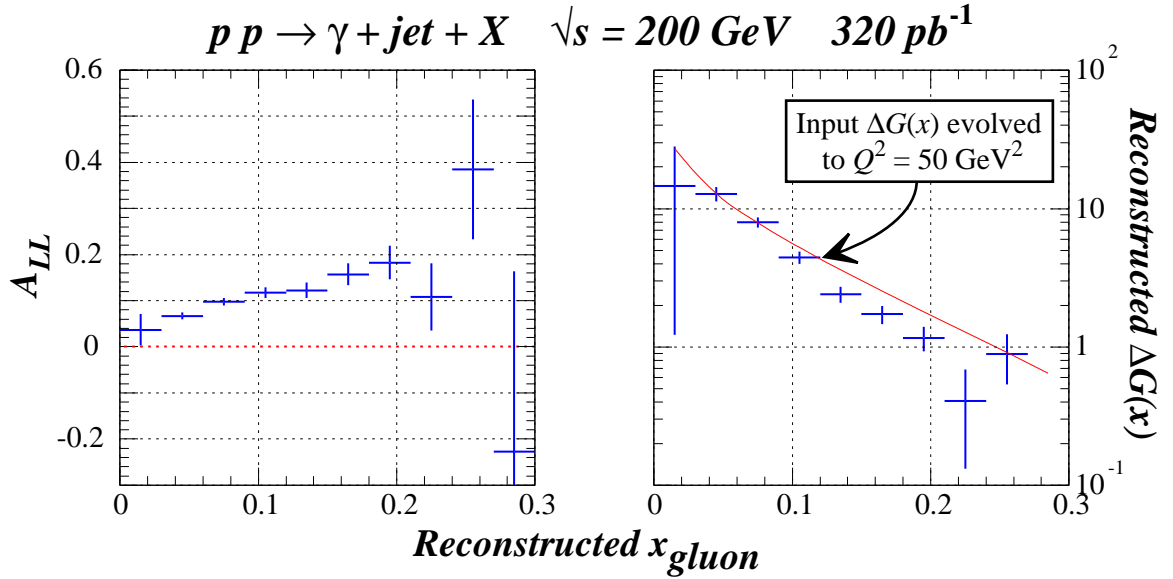 p p → γ + jet + X √s = 200 GeV 320 pb⁻¹
A_LL
0.6
0.4
0.2
0
-0.2
0 0.1 0.2 0.3
Input ΔG(x) evolved
to Q² = 50 GeV²
10²
10
1
10⁻¹
Reconstructed ΔG(x)
0 0.1 0.2 0.3
Reconstructed x_gluon